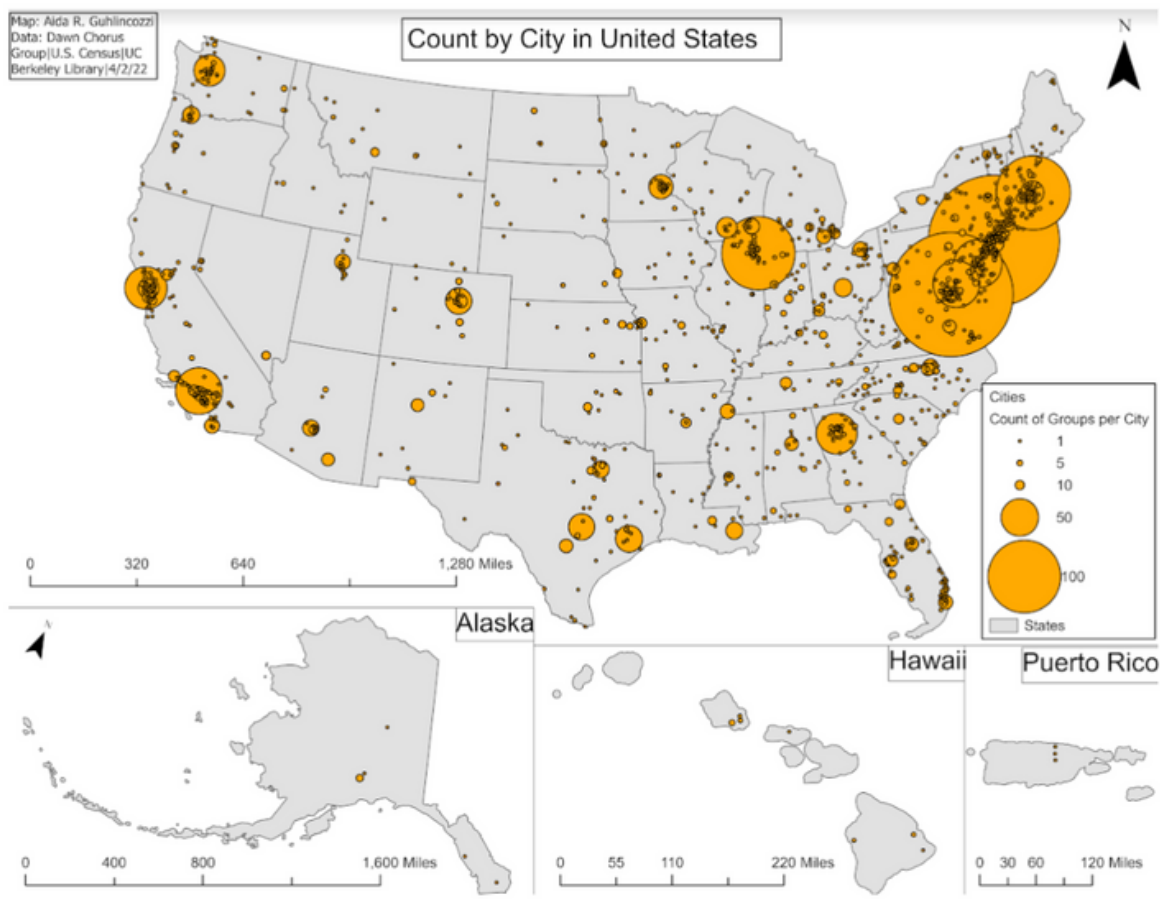 Map: Aida R. Guhlincozzi
Data: Dawn Chorus
Group|U.S. Census|UC
Berkeley Library|4/2/22
Count by City in United States
N
Cities
Count of Groups per City
1
5
10
50
100
States
0 320 640 1,280 Miles
Alaska
N
0 400 800 1,600 Miles
Hawaii
0 55 110 220 Miles
Puerto Rico
0 30 60 120 Miles